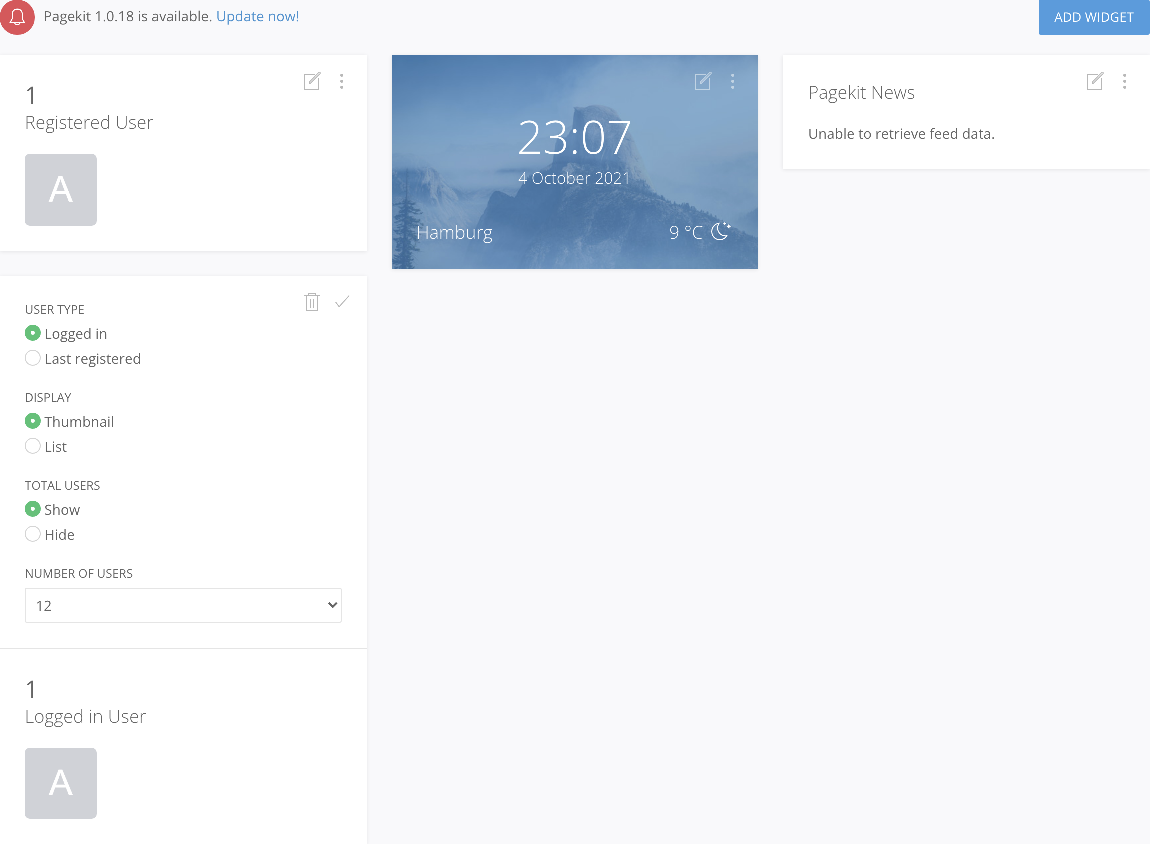 Pagekit 1.0.18 is available. Update now!
ADD WIDGET
1
Registered User
A
USER TYPE
Logged in
Last registered
DISPLAY
Thumbnail
List
TOTAL USERS
Show
Hide
NUMBER OF USERS
12
1
Logged in User
A
23:07
4 October 2021
Hamburg
9 °C
Pagekit News
Unable to retrieve feed data.